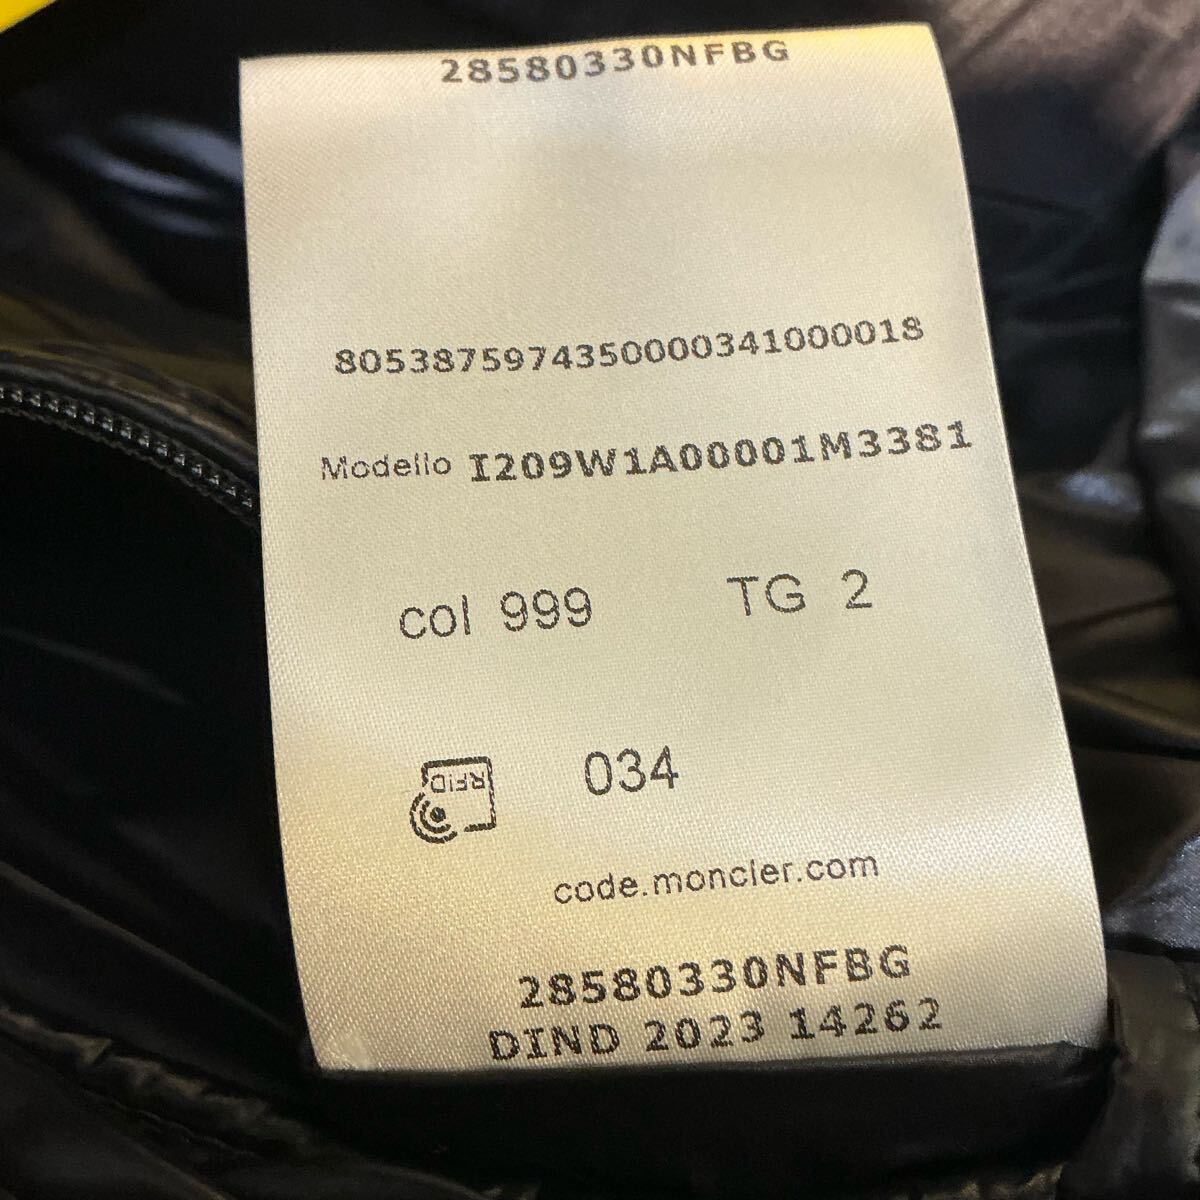 28580330NFBG
8053875974350000341000018
Modello I209W1A00001M3381
col 999 TG 2
RFID 034
code.moncler.com
28580330NFBG
DIND 2023 14262